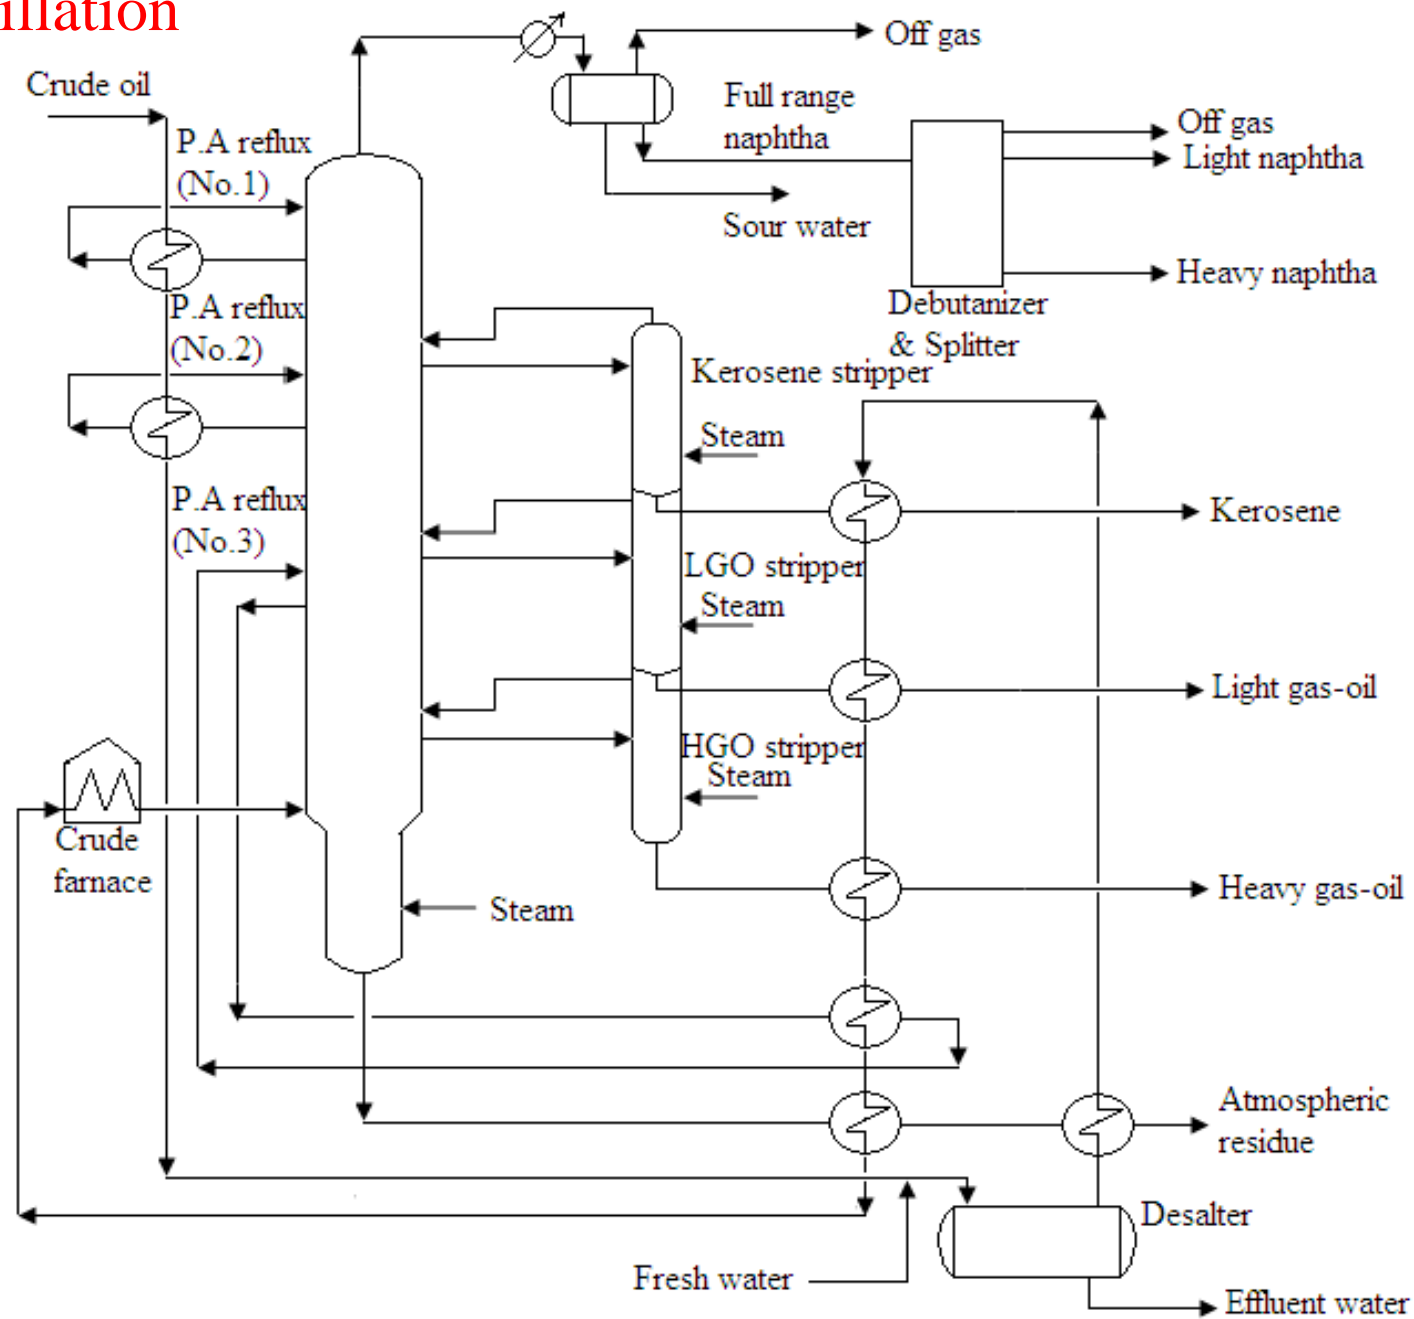 illation
Off gas
Crude oil
Full range
naphtha
Off gas
Light naphtha
P.A reflux
(No.1)
Sour water
Heavy naphtha
P.A reflux
(No.2)
Debutanizer
& Splitter
Kerosene stripper
Steam
P.A reflux
(No.3)
Kerosene
LGO stripper
Steam
Light gas-oil
HGO stripper
Steam
Crude
farnace
Heavy gas-oil
Steam
Atmospheric
residue
Desalter
Fresh water
Effluent water